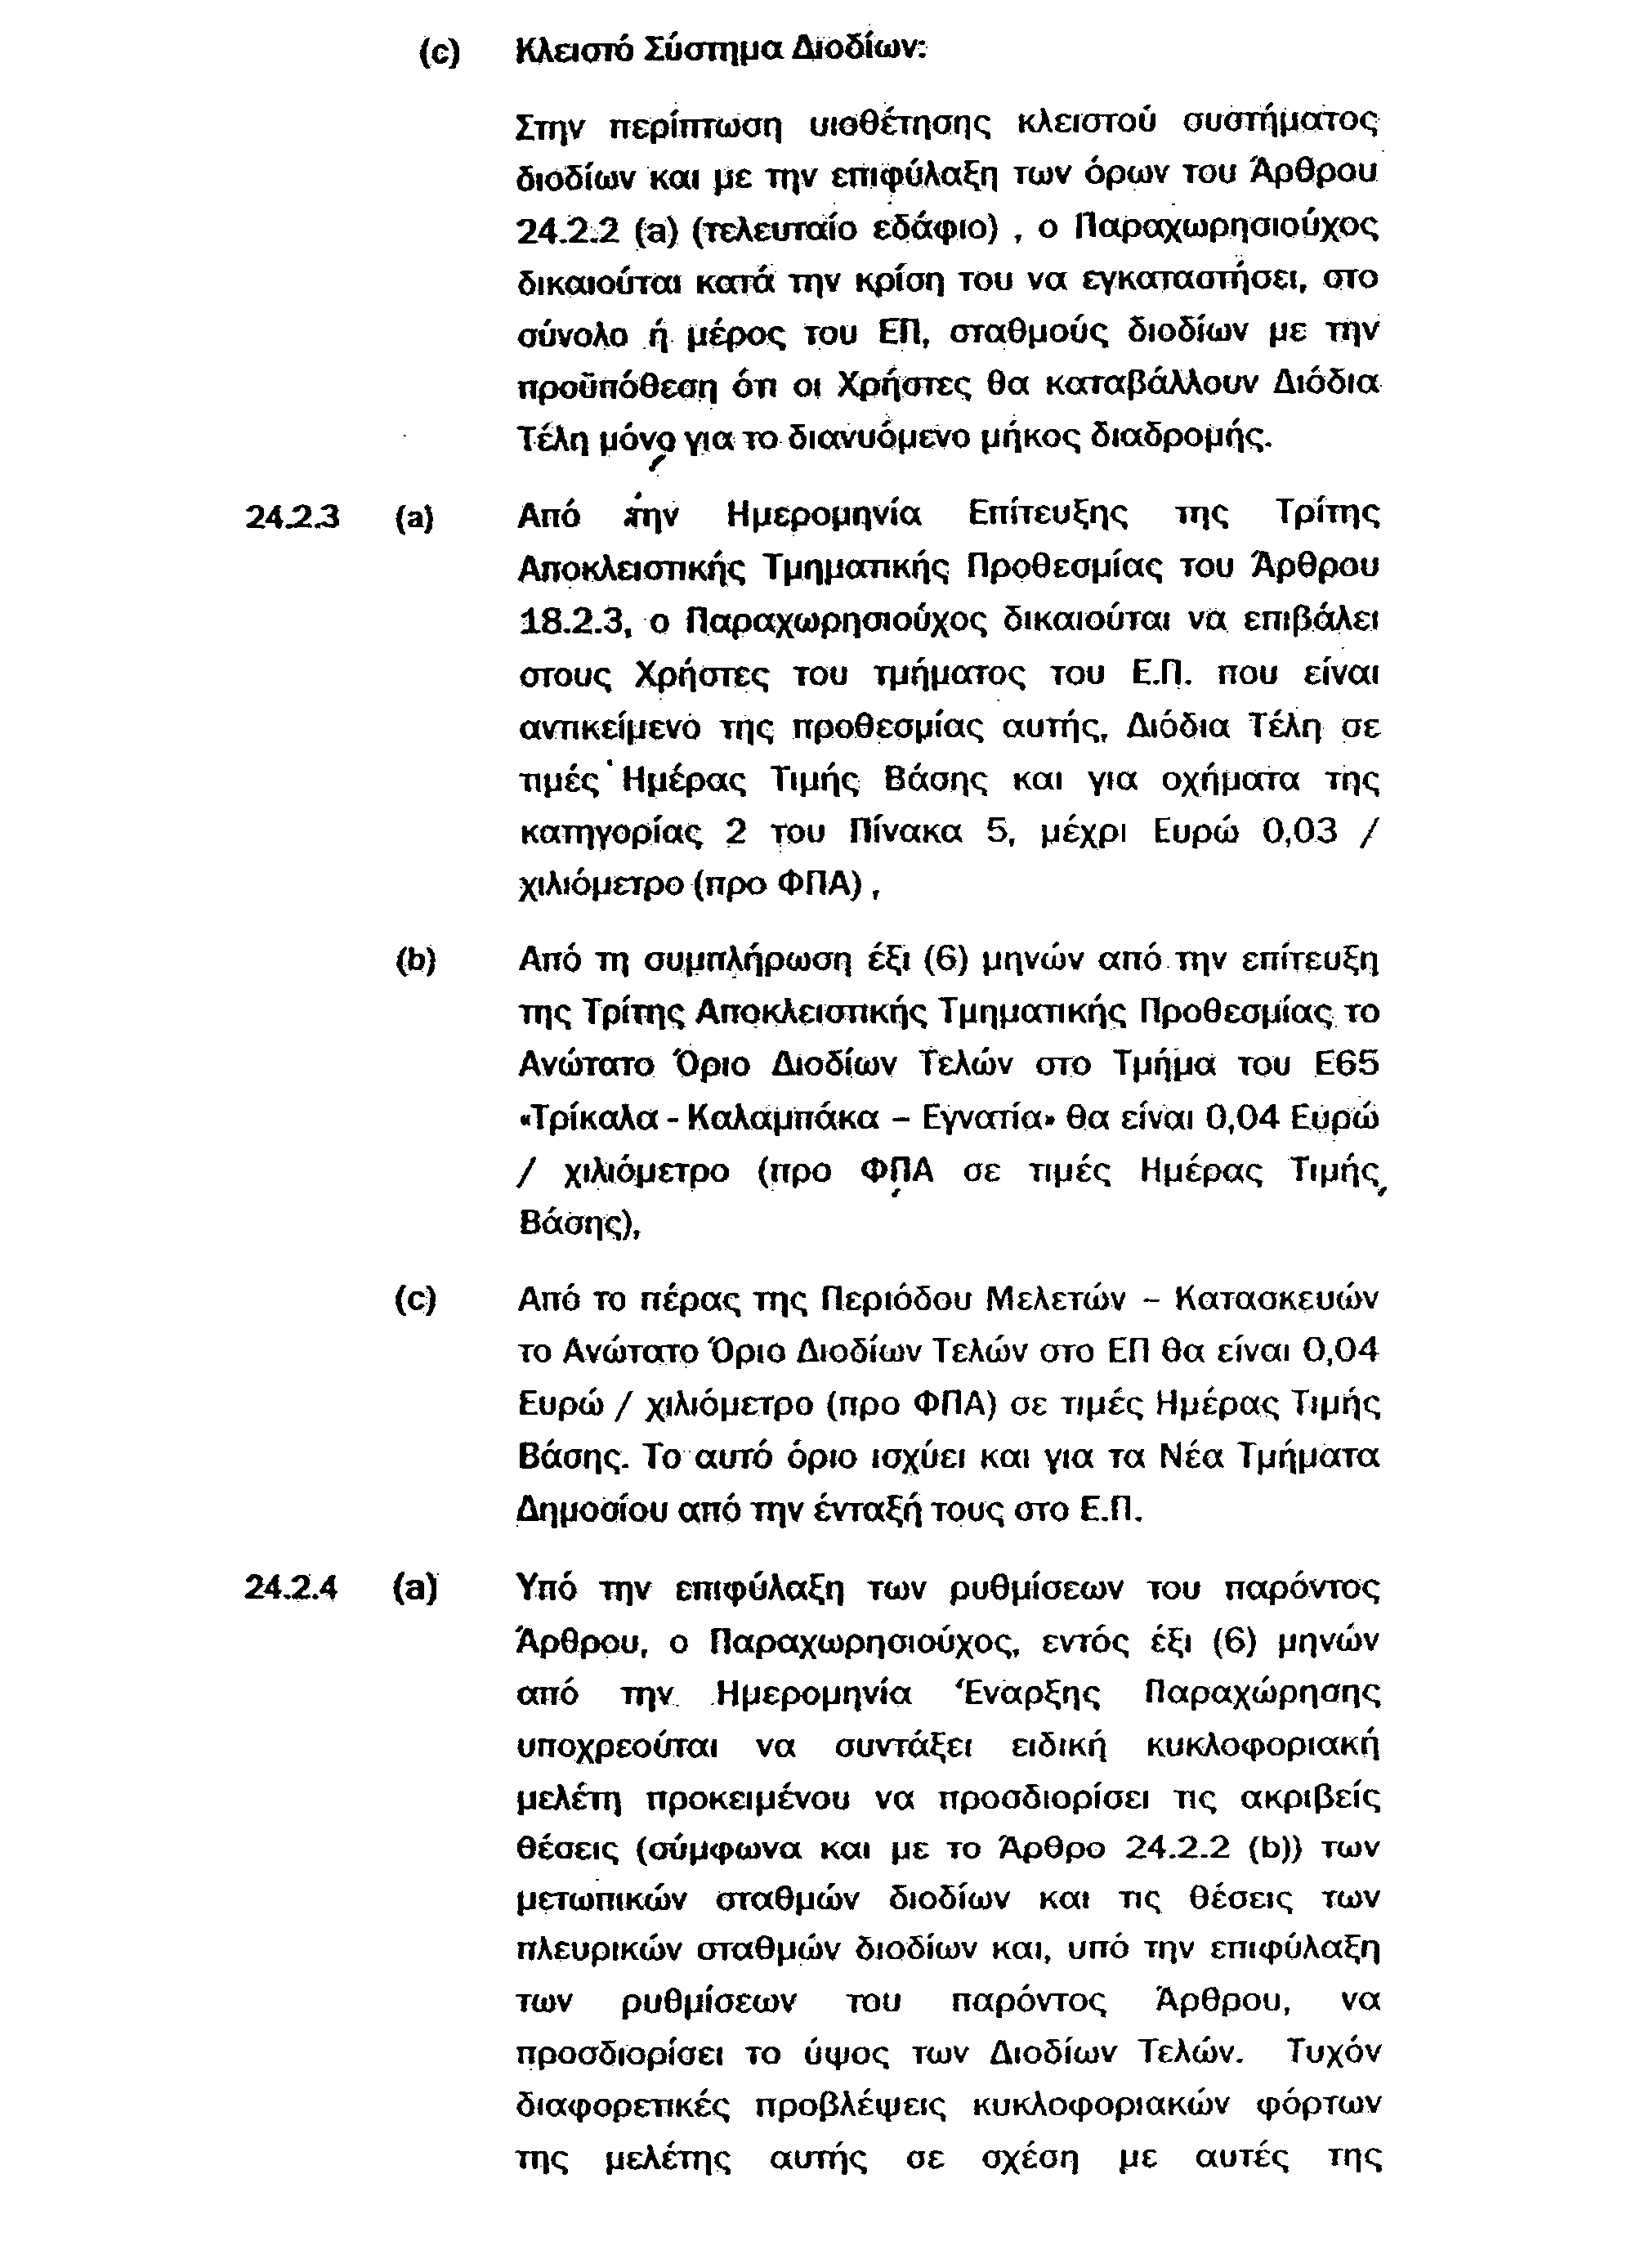 (c) Κλειστό Σύστημα Διοδίων:
Στην περίπτωση υιοθέτησης κλειστού συστήματος
διοδίων και με την επιφύλαξη των όρων του Άρθρου
24.2.2 (a) (τελευταίο εδάφιο) , ο Παραχωρησιούχος
δικαιούται κατά την κρίση του να εγκαταστήσει, στο
σύνολο ή μέρος του ΕΠ, σταθμούς διοδίων με την
προϋπόθεση ότι οι Χρήστες θα καταβάλλουν Διόδια
Τέλη μόνο για το διανυόμενο μήκος διαδρομής.
24.2.3 (a) Από την Ημερομηνία Επίτευξης της Τρίτης
Αποκλειστικής Τμηματικής Προθεσμίας του Άρθρου
18.2.3, ο Παραχωρησιούχος δικαιούται να επιβάλει
στους Χρήστες του τμήματος του Ε.Π. που είναι
αντικείμενο της προθεσμίας αυτής, Διόδια Τέλη σε
τιμές Ημέρας Τιμής Βάσης και για οχήματα της
κατηγορίας 2 του Πίνακα 5, μέχρι Ευρώ 0,03 /
χιλιόμετρο (προ ΦΠΑ) ,
(b) Από τη συμπλήρωση έξι (6) μηνών από την επίτευξη
της Τρίτης Αποκλειστικής Τμηματικής Προθεσμίας το
Ανώτατο Όριο Διοδίων Τελών στο Τμήμα του Ε65
«Τρίκαλα - Καλαμπάκα – Εγνατία» θα είναι 0,04 Ευρώ
/ χιλιόμετρο (προ ΦΠΑ σε τιμές Ημέρας Τιμής
Βάσης),
(c) Από το πέρας της Περιόδου Μελετών – Κατασκευών
το Ανώτατο Όριο Διοδίων Τελών στο ΕΠ θα είναι 0,04
Ευρώ / χιλιόμετρο (προ ΦΠΑ) σε τιμές Ημέρας Τιμής
Βάσης. Το αυτό όριο ισχύει και για τα Νέα Τμήματα
Δημοσίου από την ένταξή τους στο Ε.Π.
24.2.4 (a) Υπό την επιφύλαξη των ρυθμίσεων του παρόντος
Άρθρου, ο Παραχωρησιούχος, εντός έξι (6) μηνών
από την Ημερομηνία Έναρξης Παραχώρησης
υποχρεούται να συντάξει ειδική κυκλοφοριακή
μελέτη προκειμένου να προσδιορίσει τις ακριβείς
θέσεις (σύμφωνα και με το Άρθρο 24.2.2 (b)) των
μετωπικών σταθμών διοδίων και τις θέσεις των
πλευρικών σταθμών διοδίων και, υπό την επιφύλαξη
των ρυθμίσεων του παρόντος Άρθρου, να
προσδιορίσει το ύψος των Διοδίων Τελών. Τυχόν
διαφορετικές προβλέψεις κυκλοφοριακών φόρτων
της μελέτης αυτής σε σχέση με αυτές της